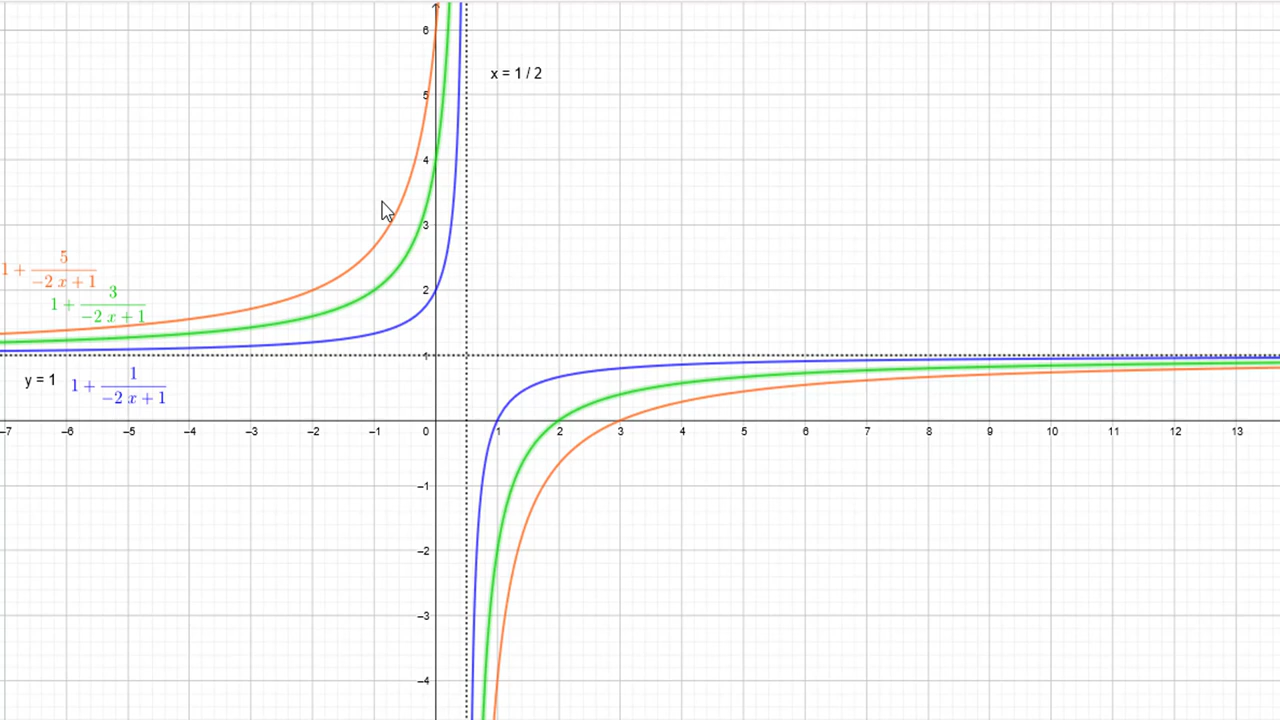 6
x = 1 / 2
5
4
3
1 + 5/(−2 x + 1)
2
1 + 3/(−2 x + 1)
1
y = 1
1 + 1/(−2 x + 1)
−7 −6 −5 −4 −3 −2 −1 0 1 2 3 4 5 6 7 8 9 10 11 12 13
−1
−2
−3
−4